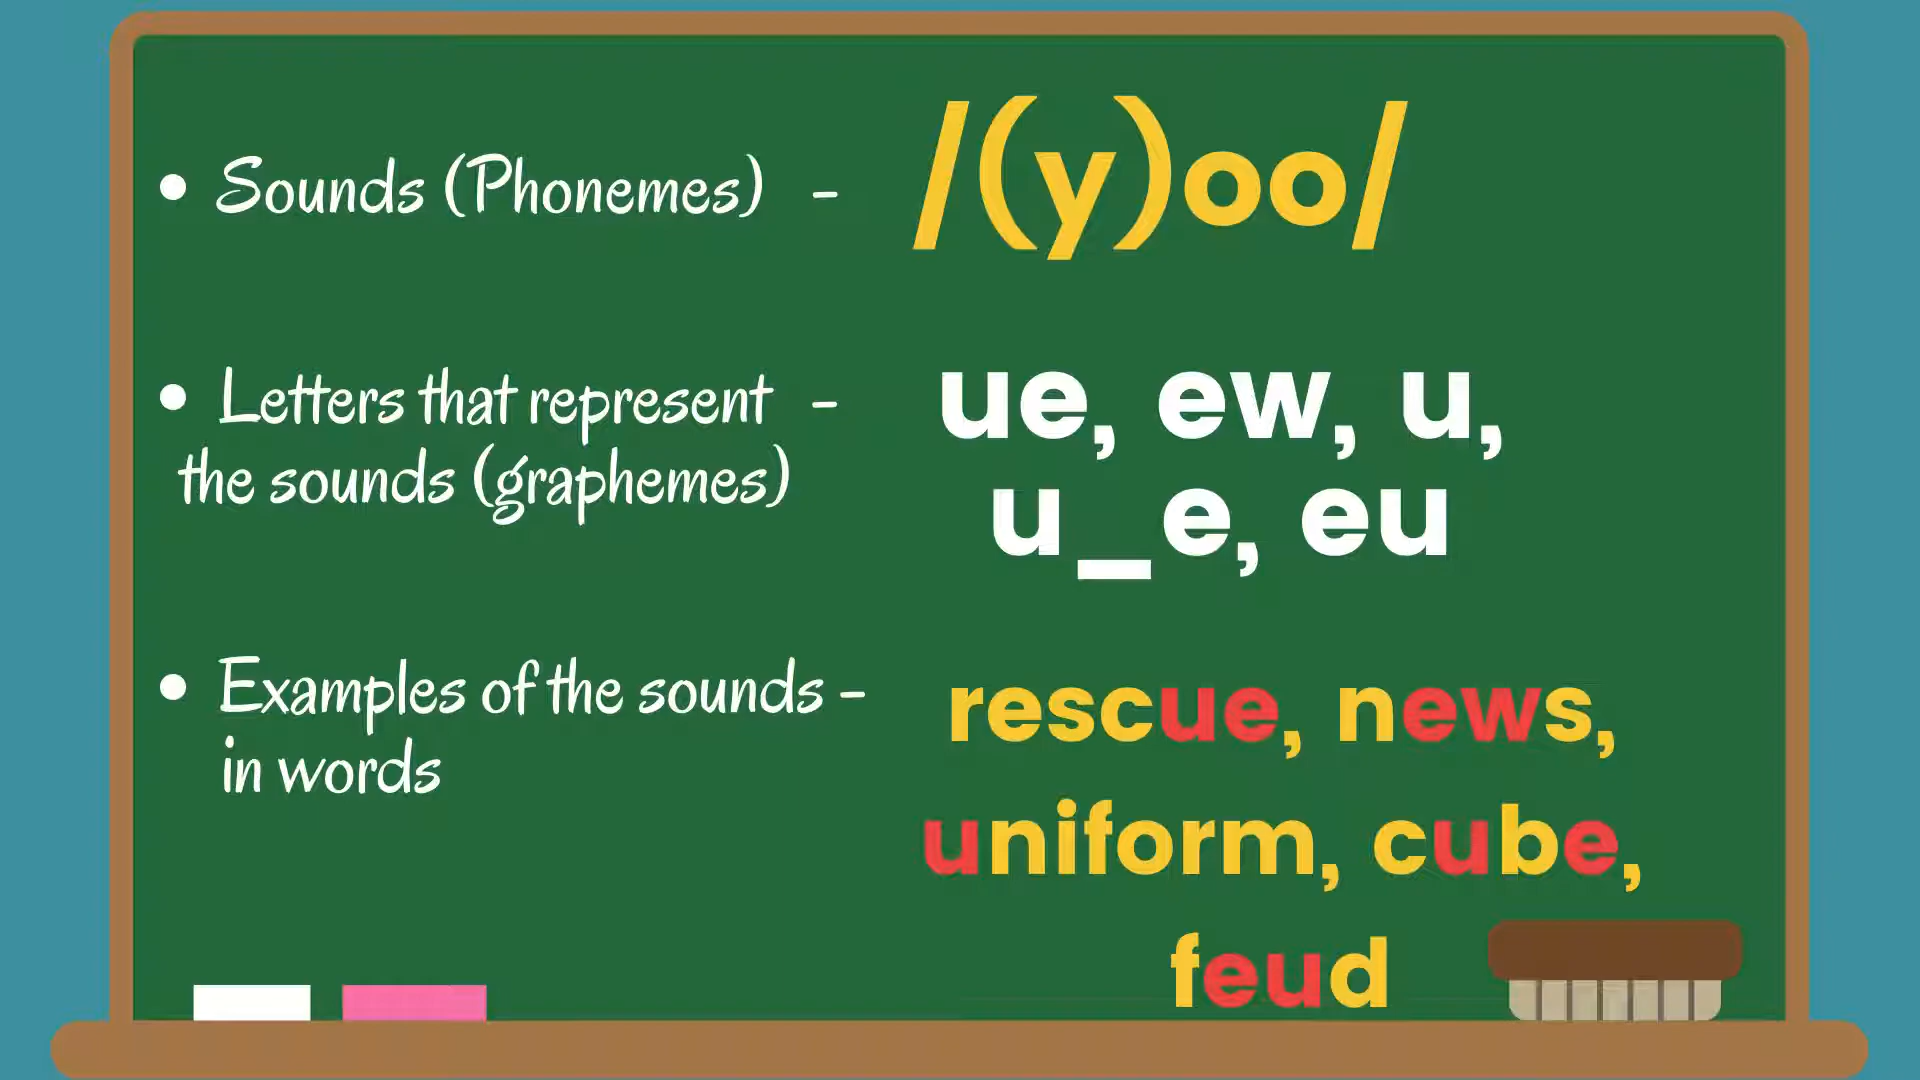 • Sounds (Phonemes) - /(y)oo/
• Letters that represent - ue, ew, u,
the sounds (graphemes) u_e, eu
• Examples of the sounds - rescue, news,
in words uniform, cube,
feud